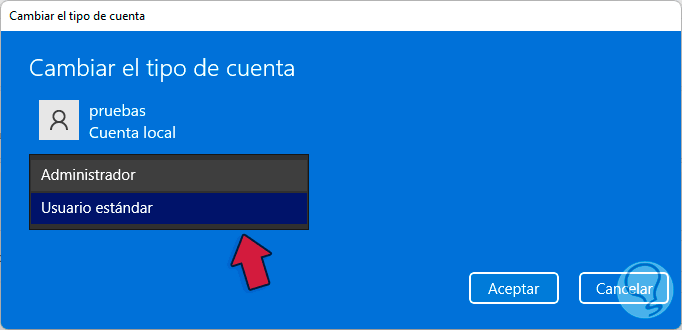 Cambiar el tipo de cuenta
Cambiar el tipo de cuenta
pruebas
Cuenta local
Administrador
Usuario estándar
Aceptar
Cancelar